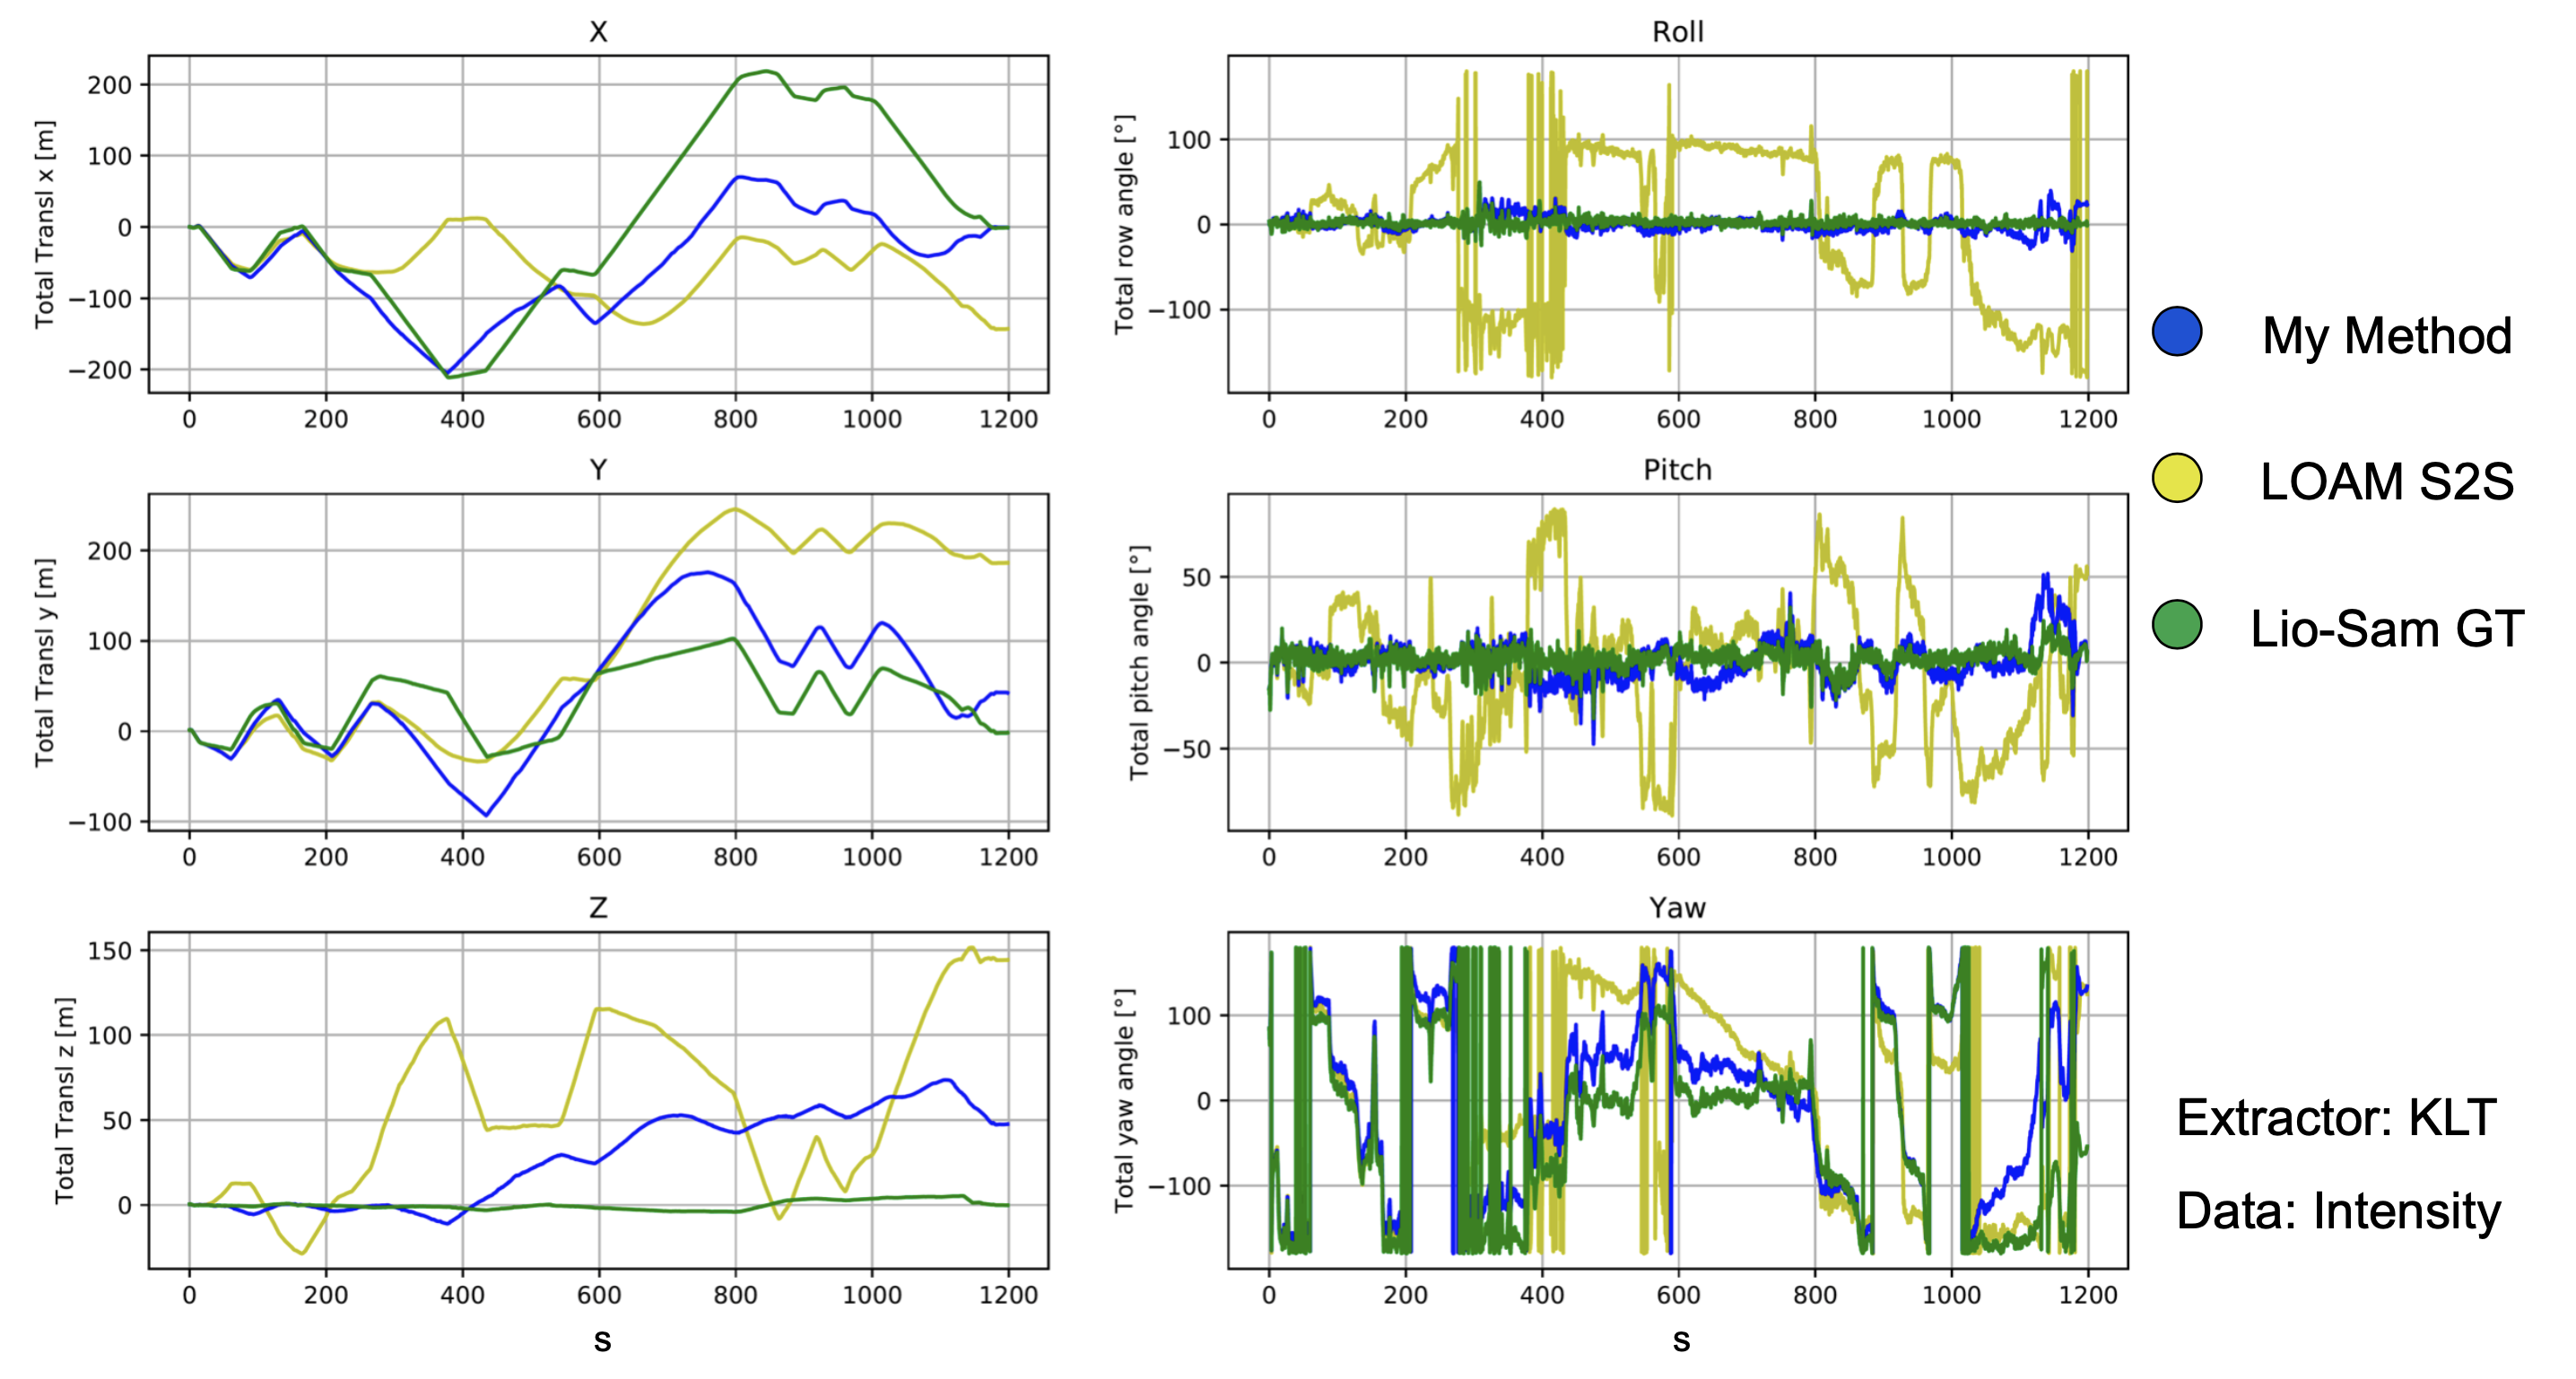 X
Total Transl x [m]
200
100
0
−100
−200
0 200 400 600 800 1000 1200
Roll
Total row angle [°]
100
0
−100
0 200 400 600 800 1000 1200
Y
Total Transl y [m]
200
100
0
−100
0 200 400 600 800 1000 1200
Pitch
Total pitch angle [°]
50
0
−50
0 200 400 600 800 1000 1200
Z
Total Transl z [m]
150
100
50
0
0 200 400 600 800 1000 1200
s
Yaw
Total yaw angle [°]
100
0
−100
0 200 400 600 800 1000 1200
s
My Method
LOAM S2S
Lio-Sam GT
Extractor: KLT
Data: Intensity